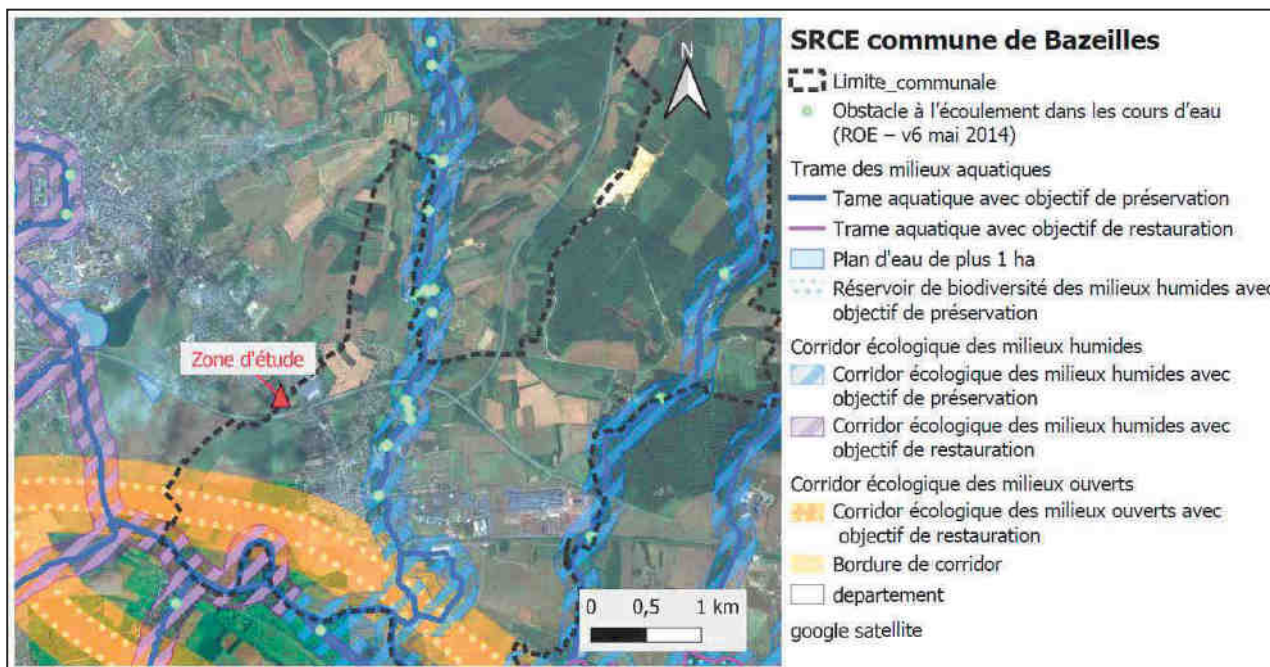 SRCE commune de Bazeilles
Limite_communale
Obstacle à l'écoulement dans les cours d'eau
(ROE – v6 mai 2014)
Trame des milieux aquatiques
Tame aquatique avec objectif de préservation
Trame aquatique avec objectif de restauration
Plan d'eau de plus 1 ha
Réservoir de biodiversité des milieux humides avec
objectif de préservation
Corridor écologique des milieux humides
Corridor écologique des milieux humides avec
objectif de préservation
Corridor écologique des milieux humides avec
objectif de restauration
Corridor écologique des milieux ouverts
Corridor écologique des milieux ouverts avec
objectif de restauration
Bordure de corridor
departement
google satellite
N
Zone d'étude
0 0,5 1 km